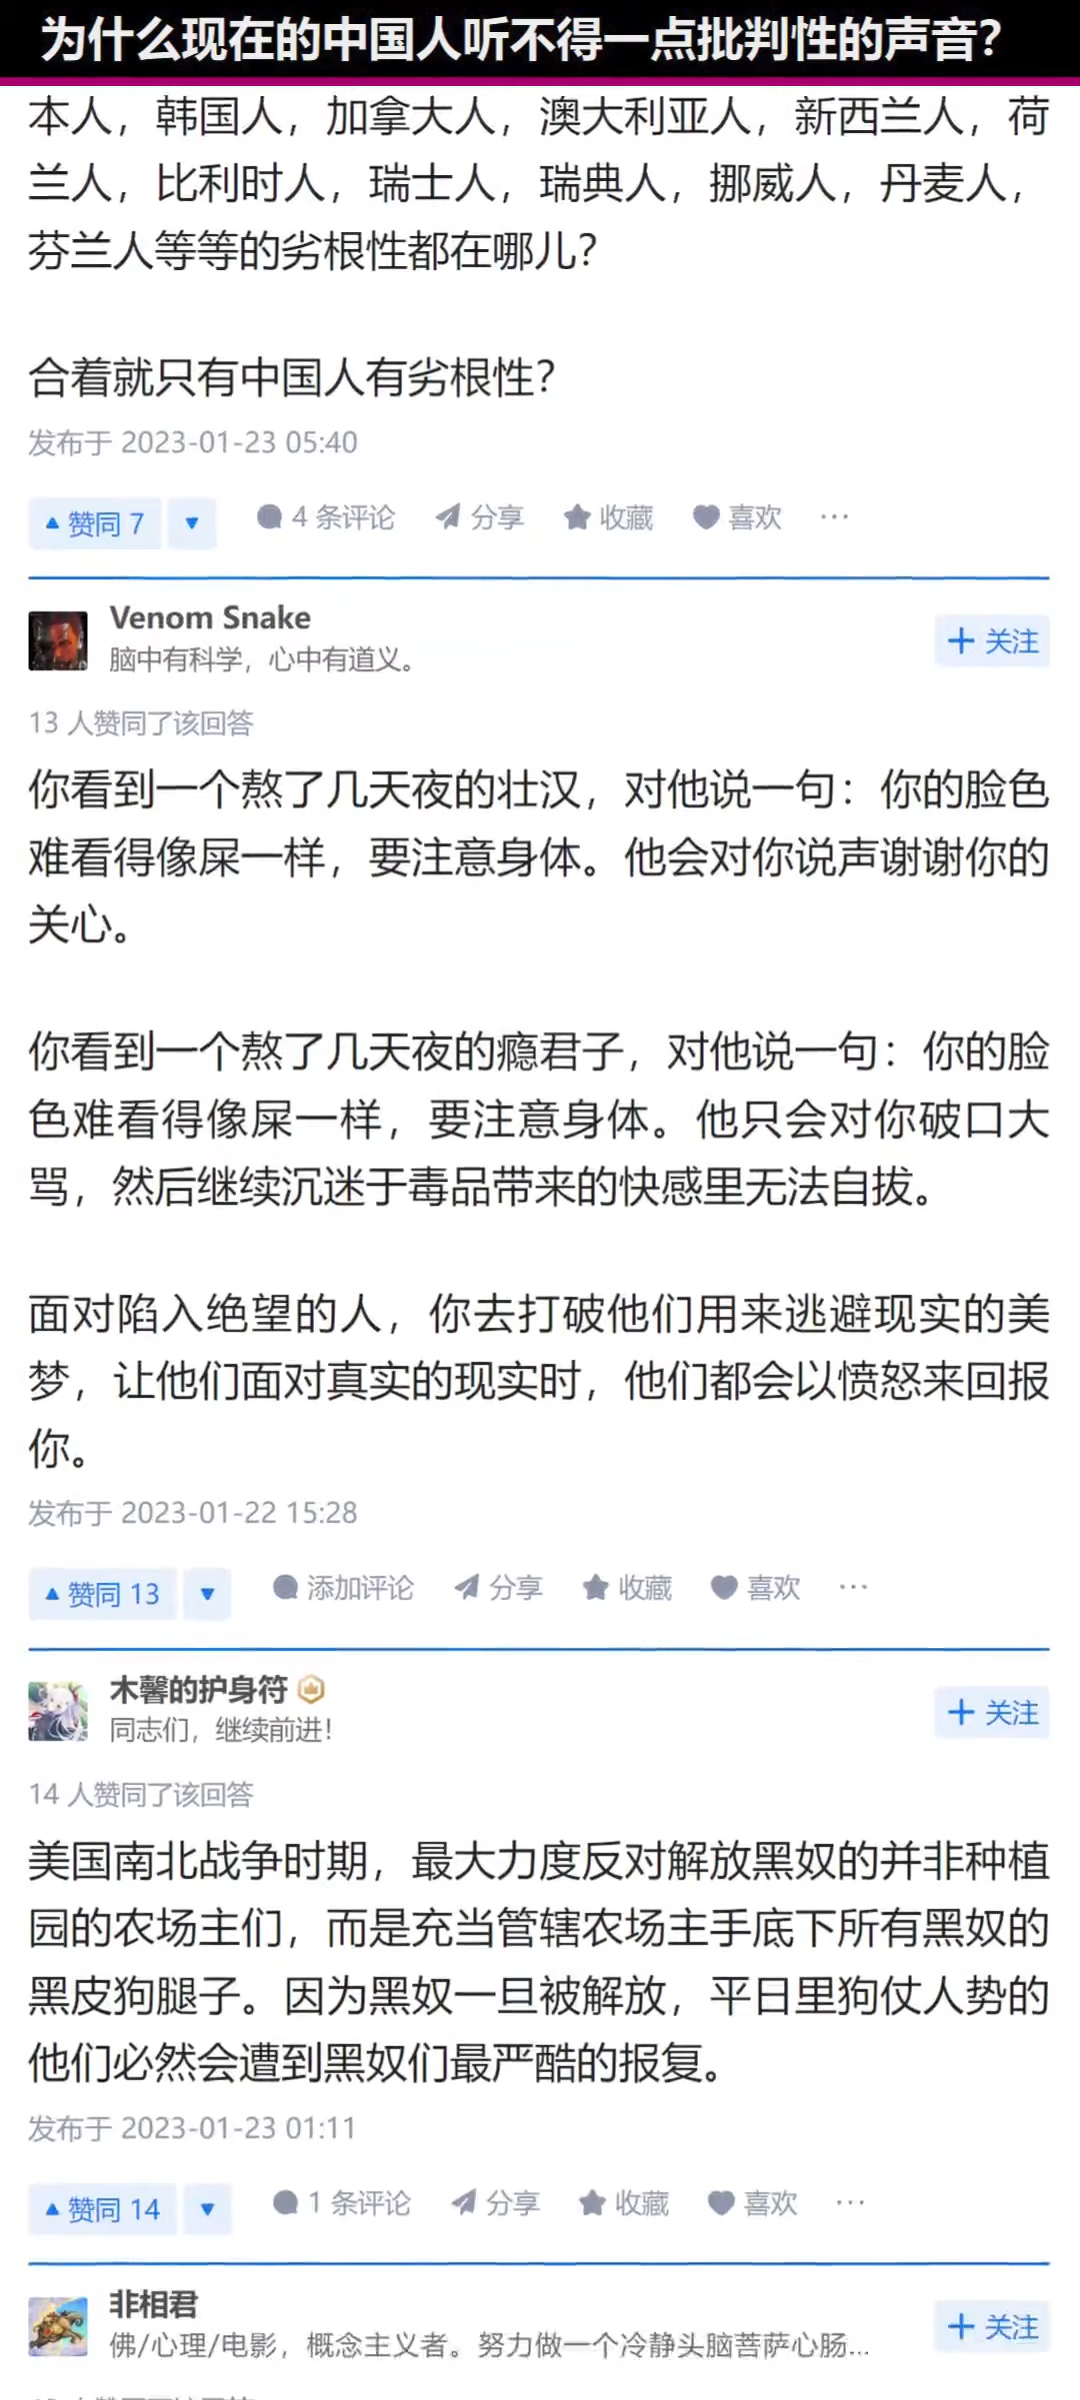 为什么现在的中国人听不得一点批判性的声音？
本人，韩国人，加拿大人，澳大利亚人，新西兰人，荷
兰人，比利时人，瑞士人，瑞典人，挪威人，丹麦人，
芬兰人等等的劣根性都在哪儿？
合着就只有中国人有劣根性？
发布于 2023-01-23 05:40
赞同 7
4 条评论
分享
收藏
喜欢
Venom Snake
脑中有科学，心中有道义。
关注
13 人赞同了该回答
你看到一个熬了几天夜的壮汉，对他说一句：你的脸色
难看得像屎一样，要注意身体。他会对你说声谢谢你的
关心。
你看到一个熬了几天夜的瘾君子，对他说一句：你的脸
色难看得像屎一样，要注意身体。他只会对你破口大
骂，然后继续沉迷于毒品带来的快感里无法自拔。
面对陷入绝望的人，你去打破他们用来逃避现实的美
梦，让他们面对真实的现实时，他们都会以愤怒来回报
你。
发布于 2023-01-22 15:28
赞同 13
添加评论
分享
收藏
喜欢
木馨的护身符
同志们，继续前进！
关注
14 人赞同了该回答
美国南北战争时期，最大力度反对解放黑奴的并非种植
园的农场主们，而是充当管辖农场主手底下所有黑奴的
黑皮狗腿子。因为黑奴一旦被解放，平日里狗仗人势的
他们必然会遭到黑奴们最严酷的报复。
发布于 2023-01-23 01:11
赞同 14
1 条评论
分享
收藏
喜欢
非相君
佛/心理/电影，概念主义者。努力做一个冷静头脑菩萨心肠...
关注